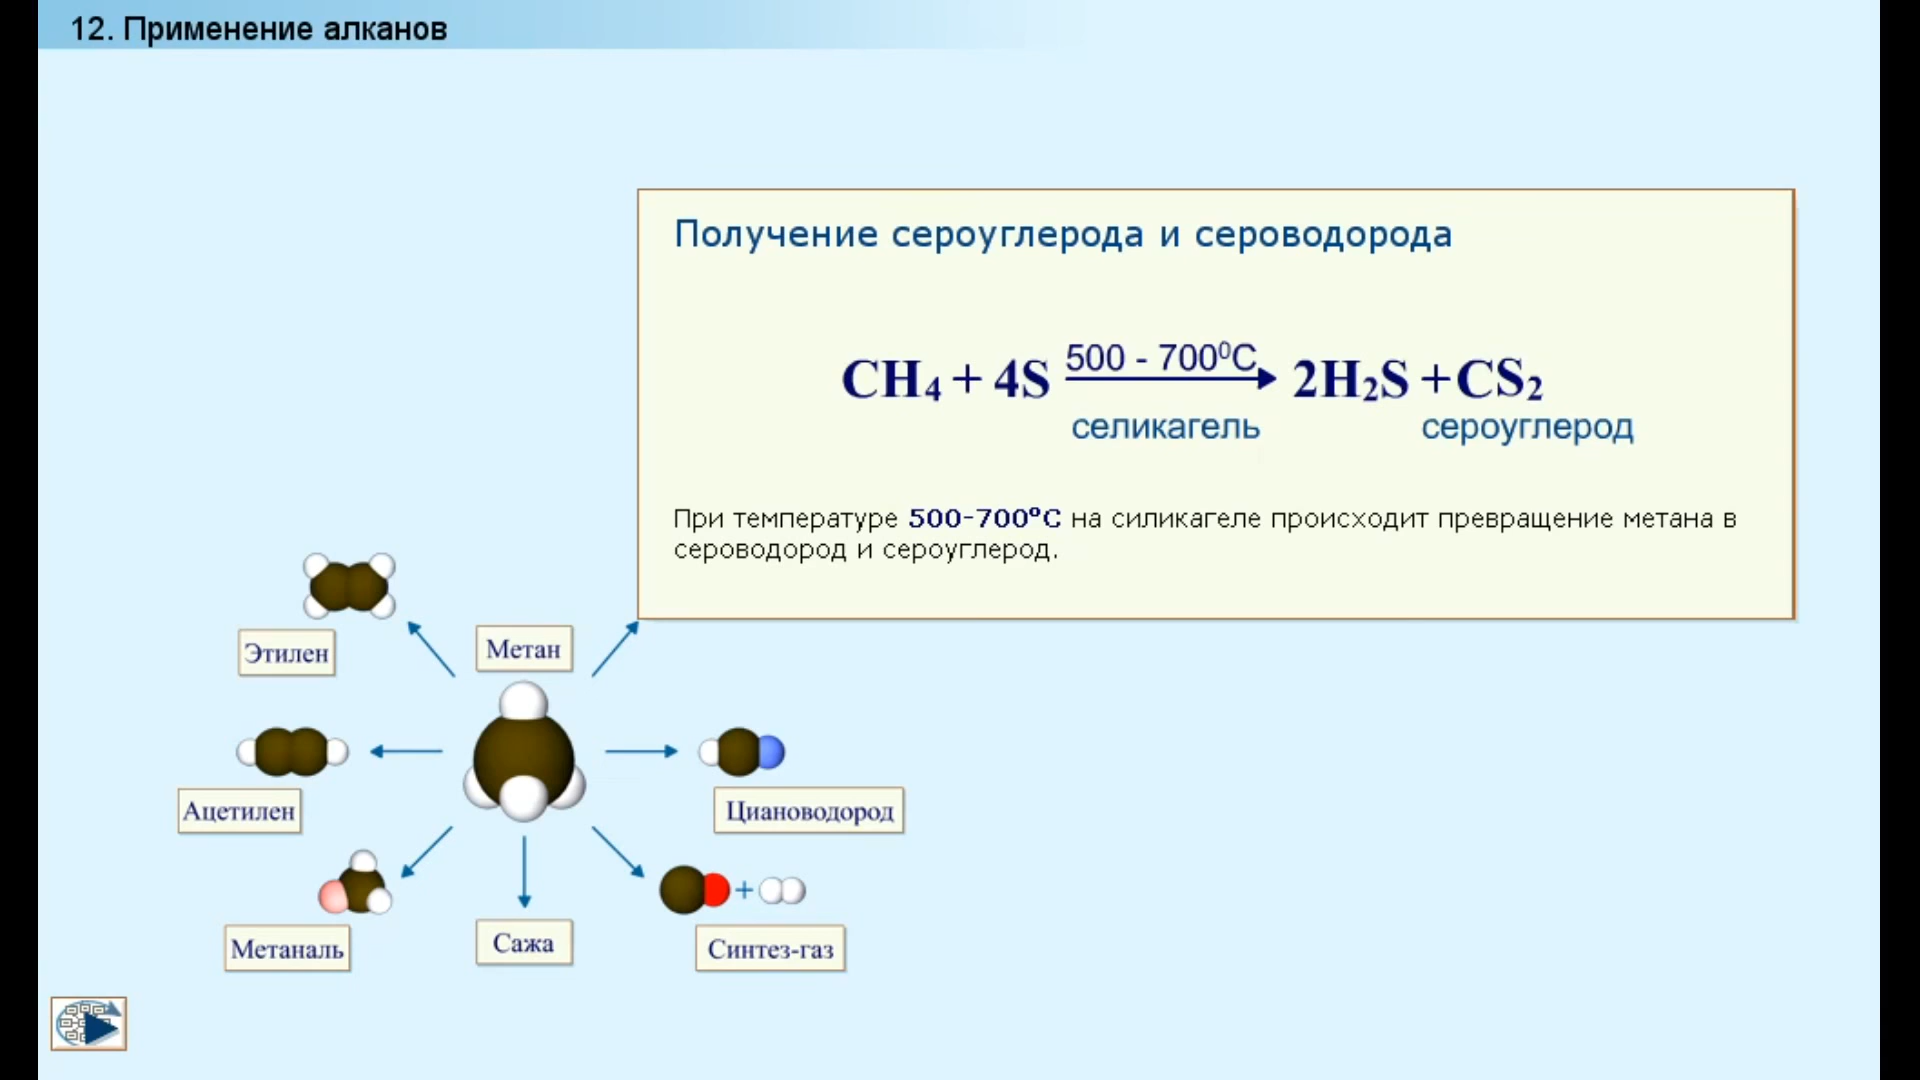 12. Применение алканов
Получение сероуглерода и сероводорода
CH₄ + 4S 500 - 700⁰C 2H₂S + CS₂
селикагель сероуглерод
При температуре 500-700°С на силикагеле происходит превращение метана в
сероводород и сероуглерод.
Этилен
Метан
Ацетилен
Циановодород
+
Метаналь
Сажа
Синтез-газ